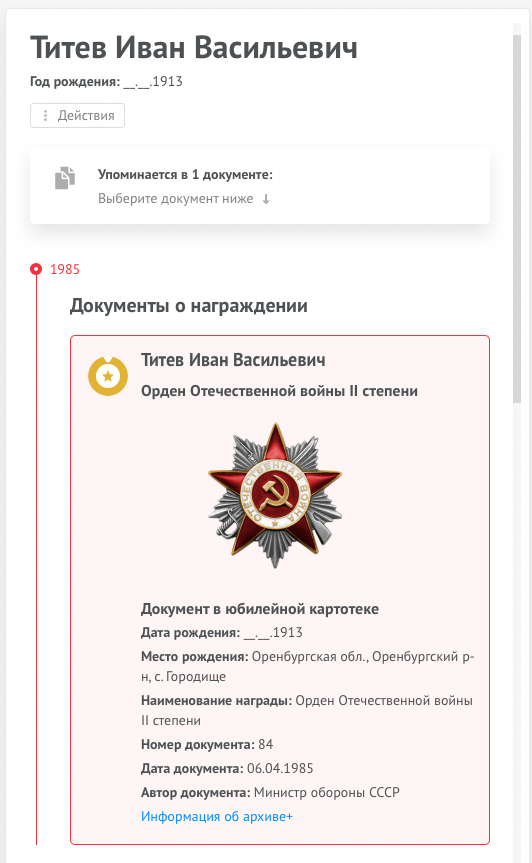 Титев Иван Васильевич
Год рождения: __.__.1913
Действия
Упоминается в 1 документе:
Выберите документ ниже ↓
1985
Документы о награждении
Титев Иван Васильевич
Орден Отечественной войны II степени
ОТЕЧЕСТВЕННАЯ ВОЙНА
Документ в юбилейной картотеке
Дата рождения: __.__.1913
Место рождения: Оренбургская обл., Оренбургский р-
н, с. Городище
Наименование награды: Орден Отечественной войны
II степени
Номер документа: 84
Дата документа: 06.04.1985
Автор документа: Министр обороны СССР
Информация об архиве+